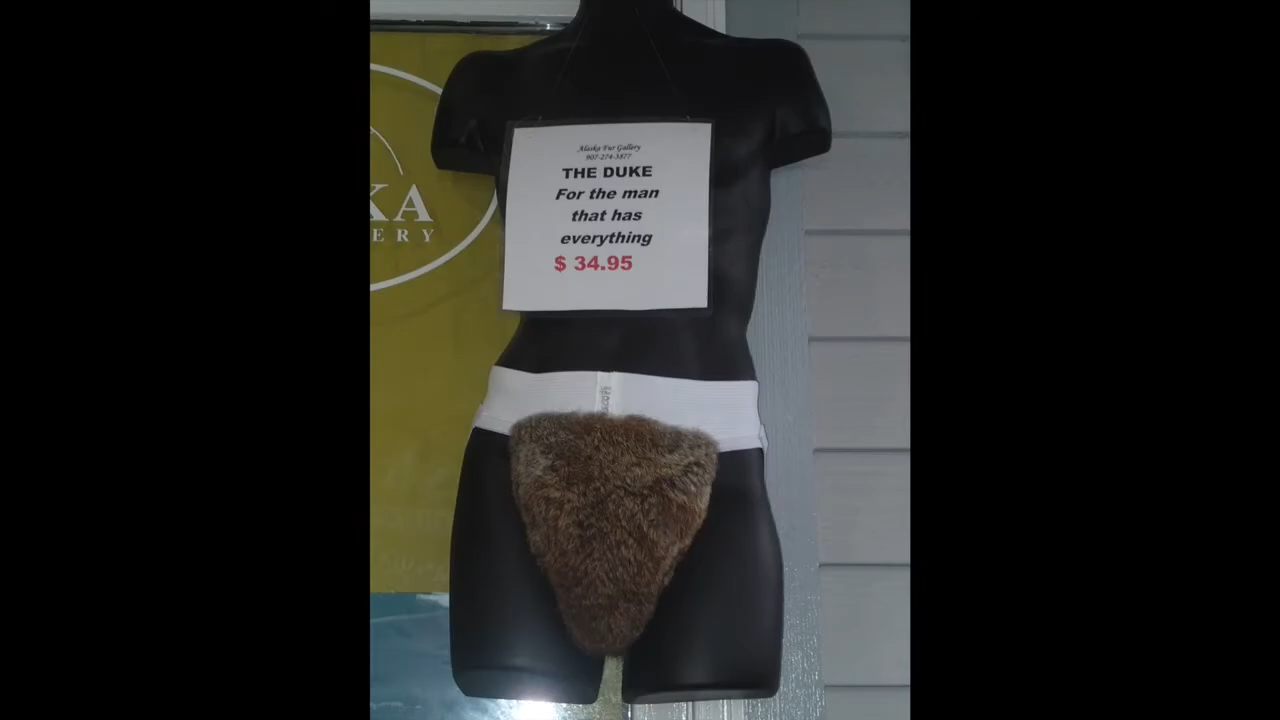 Alaska Fur Gallery
907-274-3877
THE DUKE
For the man
that has
everything
$ 34.95
KA
ERY